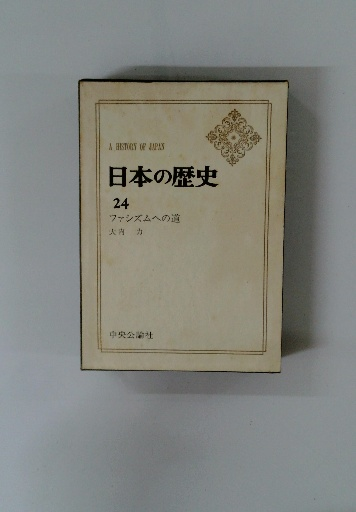 A HISTORY OF JAPAN
日本の歴史
24
ファシズムへの道
大内 力
中央公論社